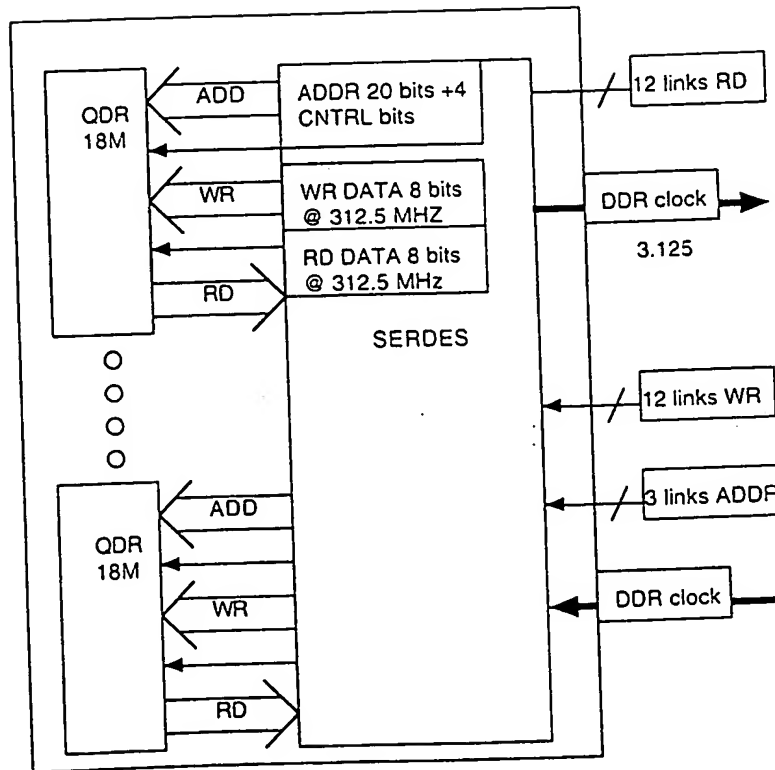 QDR
18M
ADD
ADDR 20 bits +4
CNTRL bits
12 links RD
WR
WR DATA 8 bits
@ 312.5 MHZ
DDR clock
3.125
RD
RD DATA 8 bits
@ 312.5 MHz
SERDES
12 links WR
3 links ADDR
QDR
18M
ADD
WR
DDR clock
RD